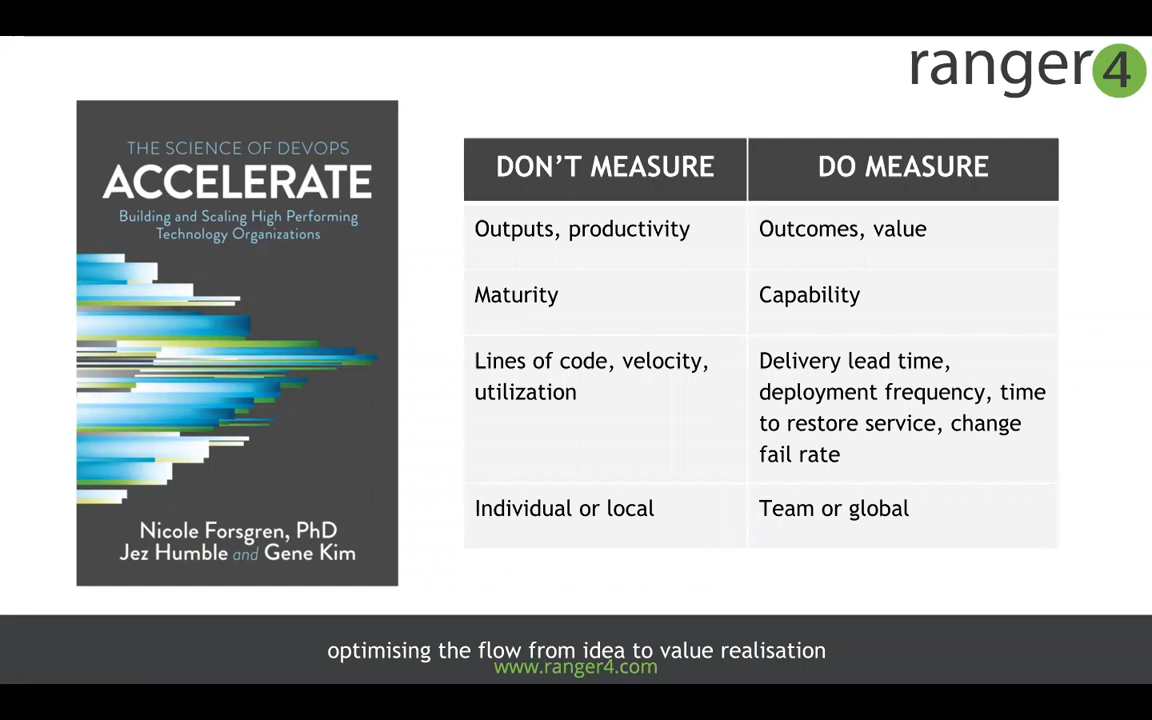 ranger4
THE SCIENCE OF DEVOPS
ACCELERATE
Building and Scaling High Performing
Technology Organizations
Nicole Forsgren, PhD
Jez Humble and Gene Kim
DON'T MEASURE
DO MEASURE
Outputs, productivity
Outcomes, value
Maturity
Capability
Lines of code, velocity,
utilization
Delivery lead time,
deployment frequency, time
to restore service, change
fail rate
Individual or local
Team or global
optimising the flow from idea to value realisation
www.ranger4.com